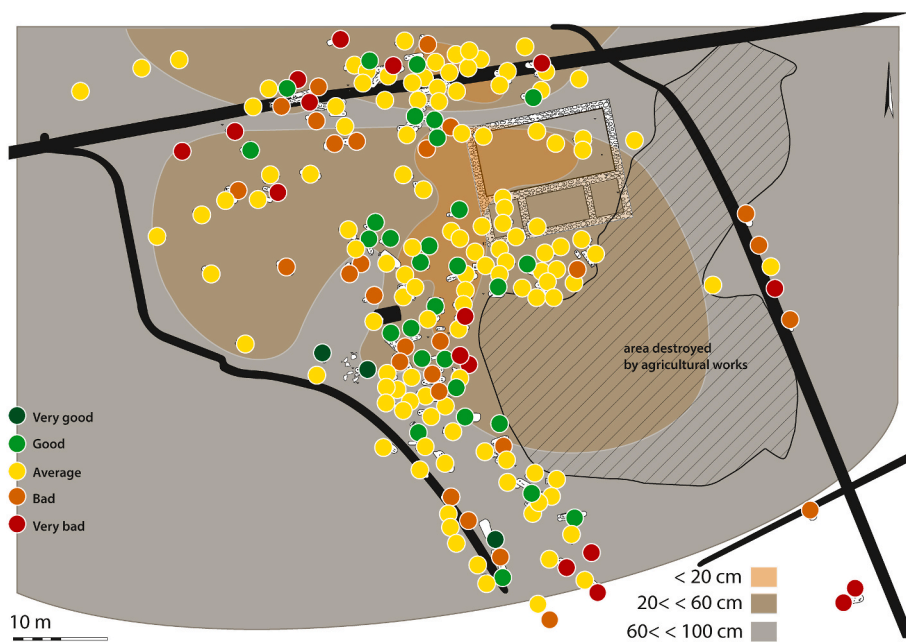 area destroyed
by agricultural works
Very good
Good
Average
Bad
Very bad
< 20 cm
20< < 60 cm
60< < 100 cm
10 m